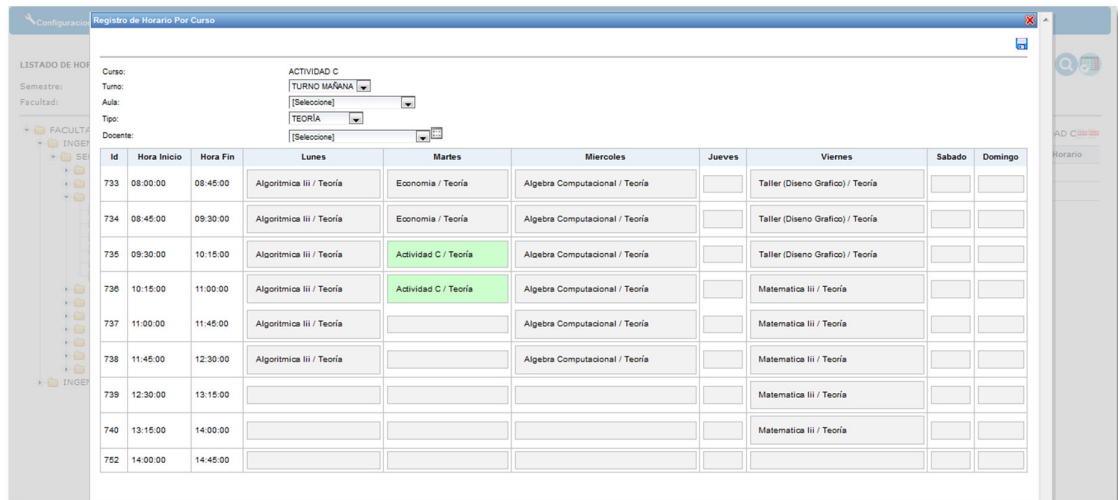 Configuracio
Registro de Horario Por Curso
LISTADO DE HOR
Semestre:
Facultad:
FACULTA
INGEN
SE
INGEN
Curso: ACTIVIDAD C
Turno: TURNO MAÑANA
Aula: [Seleccione]
Tipo: TEORÍA
Docente: [Seleccione]
AD C
Horario
Id Hora Inicio Hora Fin Lunes Martes Miercoles Jueves Viernes Sabado Domingo
733 08:00:00 08:45:00 Algoritmica Iii / Teoría Economia / Teoría Algebra Computacional / Teoría Taller (Diseno Grafico) / Teoría
734 08:45:00 09:30:00 Algoritmica Iii / Teoría Economia / Teoría Algebra Computacional / Teoría Taller (Diseno Grafico) / Teoría
735 09:30:00 10:15:00 Algoritmica Iii / Teoría Actividad C / Teoría Algebra Computacional / Teoría Taller (Diseno Grafico) / Teoría
736 10:15:00 11:00:00 Algoritmica Iii / Teoría Actividad C / Teoría Algebra Computacional / Teoría Matematica Iii / Teoría
737 11:00:00 11:45:00 Algoritmica Iii / Teoría Algebra Computacional / Teoría Matematica Iii / Teoría
738 11:45:00 12:30:00 Algoritmica Iii / Teoría Algebra Computacional / Teoría Matematica Iii / Teoría
739 12:30:00 13:15:00 Matematica Iii / Teoría
740 13:15:00 14:00:00 Matematica Iii / Teoría
752 14:00:00 14:45:00